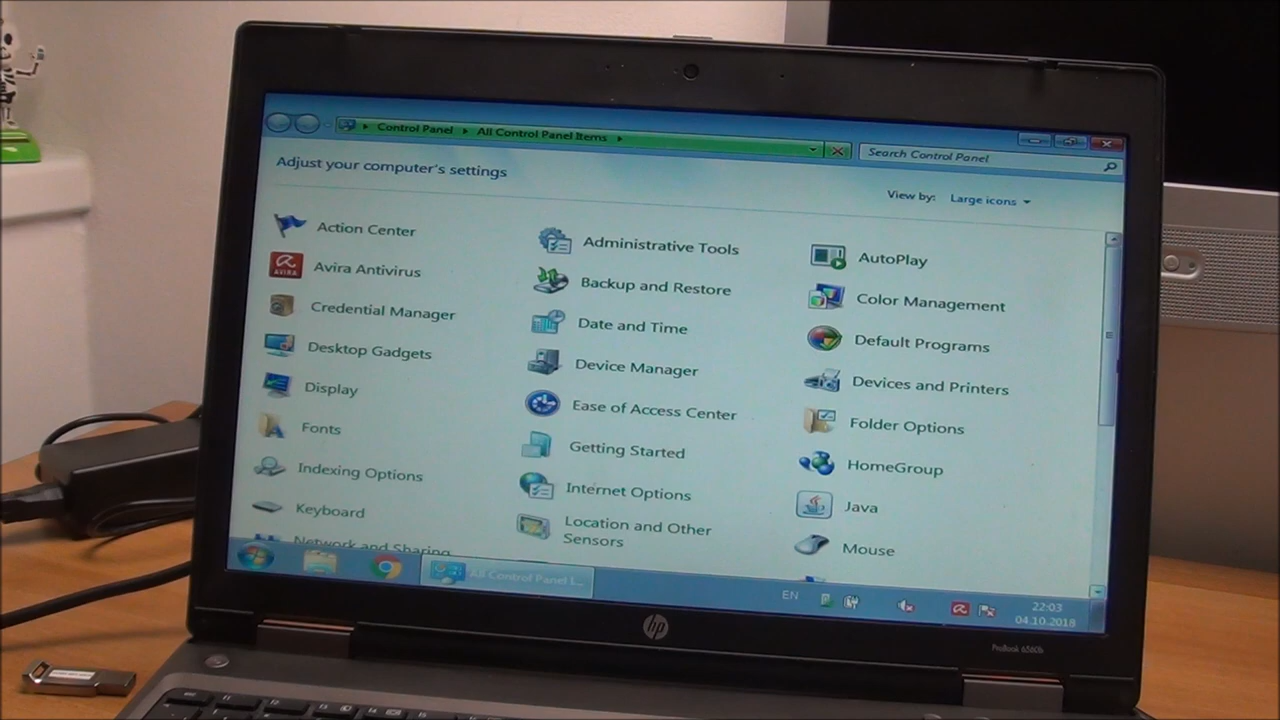 Control Panel
All Control Panel Items
Search Control Panel
Adjust your computer's settings
View by: Large icons
Action Center
Administrative Tools
AutoPlay
AVIRA
Avira Antivirus
Backup and Restore
Color Management
Credential Manager
Date and Time
Default Programs
Desktop Gadgets
Device Manager
Devices and Printers
Display
Ease of Access Center
Folder Options
Fonts
Getting Started
HomeGroup
Indexing Options
Internet Options
Java
Keyboard
Location and Other
Sensors
Mouse
Network and Sharing
All Control Panel I...
EN
22:03
04.10.2018
hp
ProBook 6560b